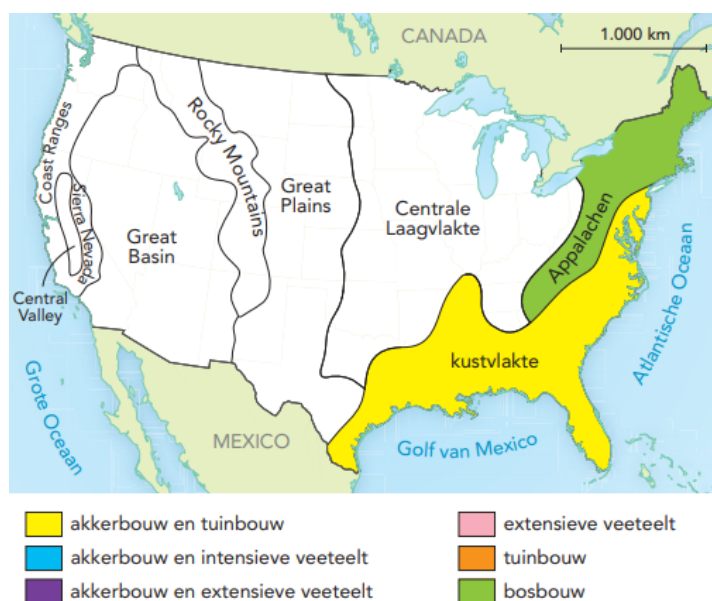 CANADA
1.000 km
Coast Ranges
Sierra Nevada
Central
Valley
Great
Basin
Rocky Mountains
Great
Plains
Centrale
Laagvlakte
Appalachen
kustvlakte
Atlantische Oceaan
Grote Oceaan
MEXICO
Golf van Mexico
akkerbouw en tuinbouw
akkerbouw en intensieve veeteelt
akkerbouw en extensieve veeteelt
extensieve veeteelt
tuinbouw
bosbouw